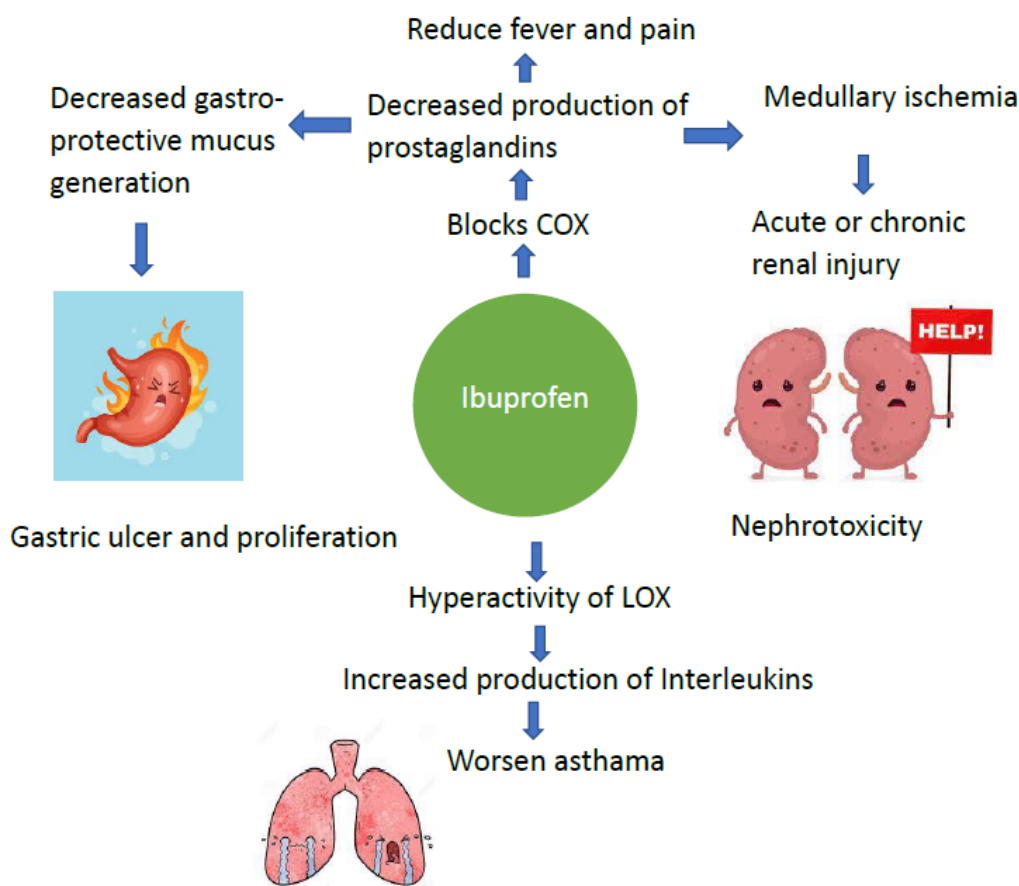 Reduce fever and pain
Decreased gastro-
protective mucus
generation
Decreased production of
prostaglandins
Medullary ischemia
Blocks COX
Acute or chronic
renal injury
HELP!
Ibuprofen
Gastric ulcer and proliferation
Nephrotoxicity
Hyperactivity of LOX
Increased production of Interleukins
Worsen asthama